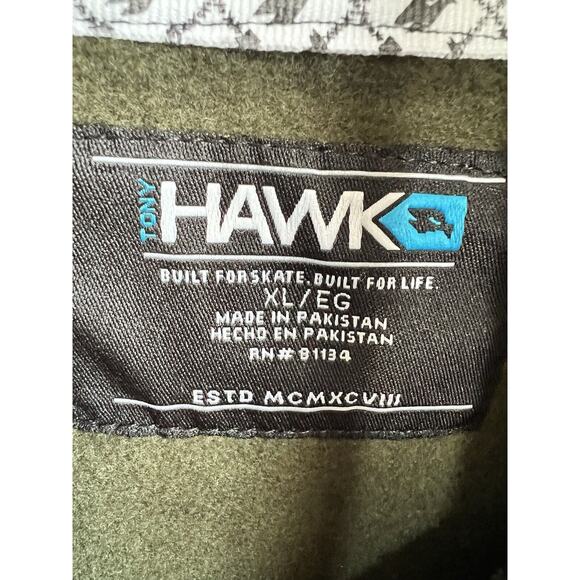 TONY
HAWK
BUILT FOR SKATE. BUILT FOR LIFE.
XL/EG
MADE IN PAKISTAN
HECHO EN PAKISTAN
RN# 81134
ESTD MCMXCVIII